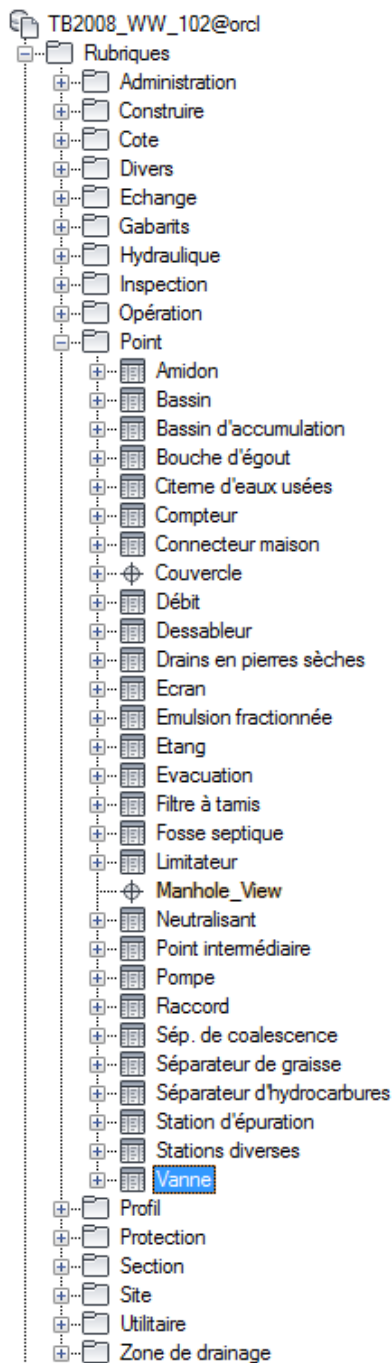 TB2008_WW_102@orcl
Rubriques
Administration
Construire
Cote
Divers
Echange
Gabarits
Hydraulique
Inspection
Opération
Point
Amidon
Bassin
Bassin d'accumulation
Bouche d'égout
Citerne d'eaux usées
Compteur
Connecteur maison
Couvercle
Débit
Dessableur
Drains en pierres sèches
Ecran
Emulsion fractionnée
Etang
Evacuation
Filtre à tamis
Fosse septique
Limitateur
Manhole_View
Neutralisant
Point intermédiaire
Pompe
Raccord
Sép. de coalescence
Séparateur de graisse
Séparateur d'hydrocarbures
Station d'épuration
Stations diverses
Vanne
Profil
Protection
Section
Site
Utilitaire
Zone de drainage